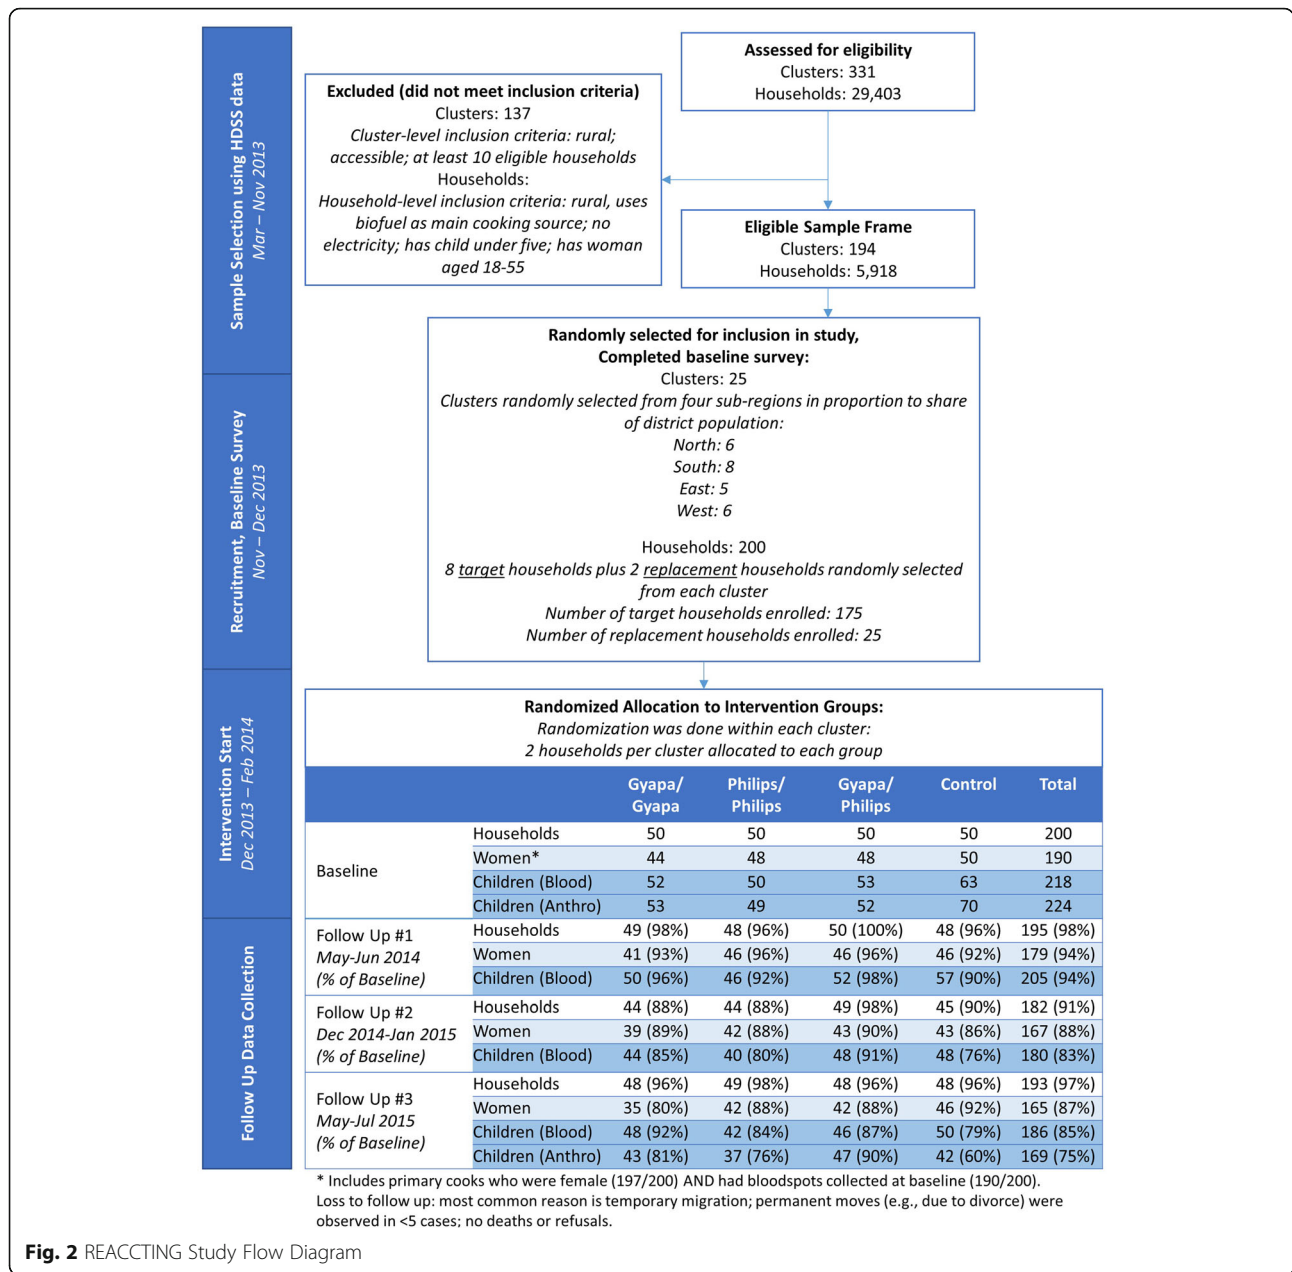 Sample Selection using HDSS data
Mar – Nov 2013
Assessed for eligibility
Clusters: 331
Households: 29,403
Excluded (did not meet inclusion criteria)
Clusters: 137
Cluster-level inclusion criteria: rural;
accessible; at least 10 eligible households
Households:
Household-level inclusion criteria: rural, uses
biofuel as main cooking source; no
electricity; has child under five; has woman
aged 18-55
Eligible Sample Frame
Clusters: 194
Households: 5,918
Recruitment, Baseline Survey
Nov – Dec 2013
Randomly selected for inclusion in study,
Completed baseline survey:
Clusters: 25
Clusters randomly selected from four sub-regions in proportion to share
of district population:
North: 6
South: 8
East: 5
West: 6
Households: 200
8 target households plus 2 replacement households randomly selected
from each cluster
Number of target households enrolled: 175
Number of replacement households enrolled: 25
Intervention Start
Dec 2013 – Feb 2014
Randomized Allocation to Intervention Groups:
Randomization was done within each cluster:
2 households per cluster allocated to each group
Gyapa/ Philips/ Gyapa/ Control Total
Gyapa Philips Philips
Baseline
Households 50 50 50 50 200
Women* 44 48 48 50 190
Children (Blood) 52 50 53 63 218
Children (Anthro) 53 49 52 70 224
Follow Up Data Collection
Follow Up #1
May-Jun 2014
(% of Baseline)
Households 49 (98%) 48 (96%) 50 (100%) 48 (96%) 195 (98%)
Women 41 (93%) 46 (96%) 46 (96%) 46 (92%) 179 (94%)
Children (Blood) 50 (96%) 46 (92%) 52 (98%) 57 (90%) 205 (94%)
Follow Up #2
Dec 2014-Jan 2015
(% of Baseline)
Households 44 (88%) 44 (88%) 49 (98%) 45 (90%) 182 (91%)
Women 39 (89%) 42 (88%) 43 (90%) 43 (86%) 167 (88%)
Children (Blood) 44 (85%) 40 (80%) 48 (91%) 48 (76%) 180 (83%)
Follow Up #3
May-Jul 2015
(% of Baseline)
Households 48 (96%) 49 (98%) 48 (96%) 48 (96%) 193 (97%)
Women 35 (80%) 42 (88%) 42 (88%) 46 (92%) 165 (87%)
Children (Blood) 48 (92%) 42 (84%) 46 (87%) 50 (79%) 186 (85%)
Children (Anthro) 43 (81%) 37 (76%) 47 (90%) 42 (60%) 169 (75%)
* Includes primary cooks who were female (197/200) AND had bloodspots collected at baseline (190/200).
Loss to follow up: most common reason is temporary migration; permanent moves (e.g., due to divorce) were
observed in <5 cases; no deaths or refusals.
Fig. 2 REACCTING Study Flow Diagram